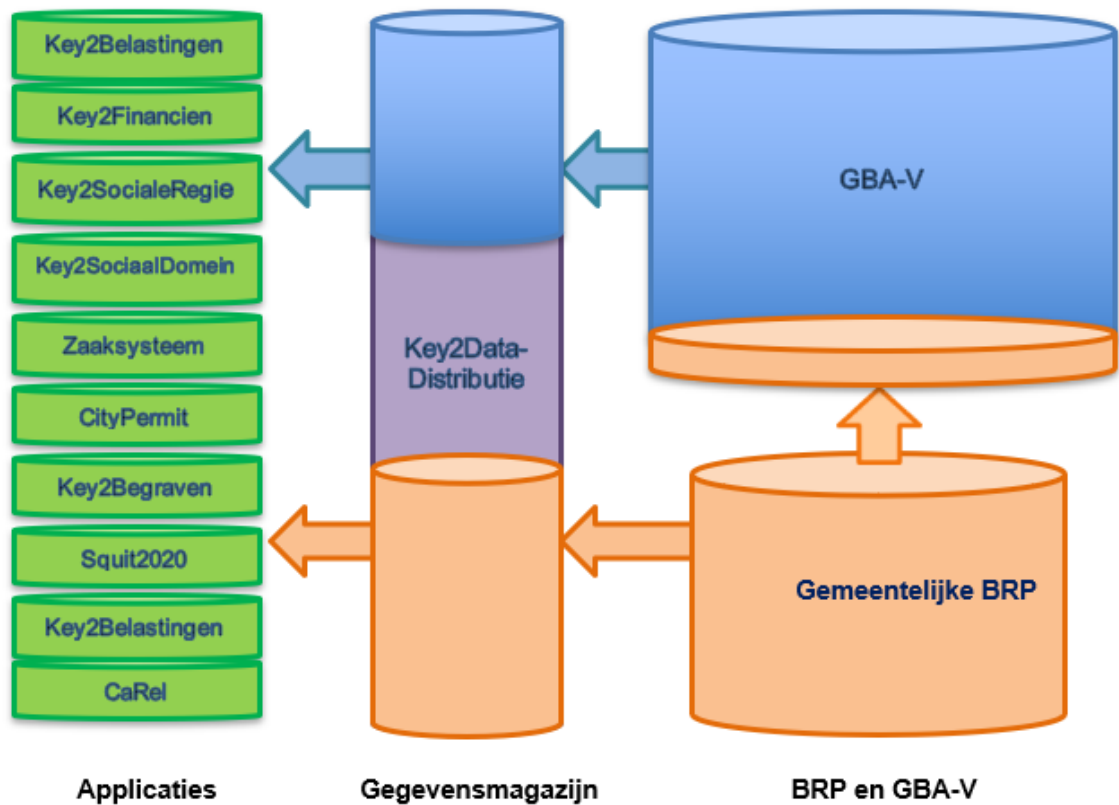 Key2Belastingen
Key2Financien
Key2SocialeRegie
Key2SociaalDomein
Zaaksysteem
CityPermit
Key2Begraven
Squit2020
Key2Belastingen
CaRel
Key2Data-
Distributie
GBA-V
Gemeentelijke BRP
Applicaties
Gegevensmagazijn
BRP en GBA-V